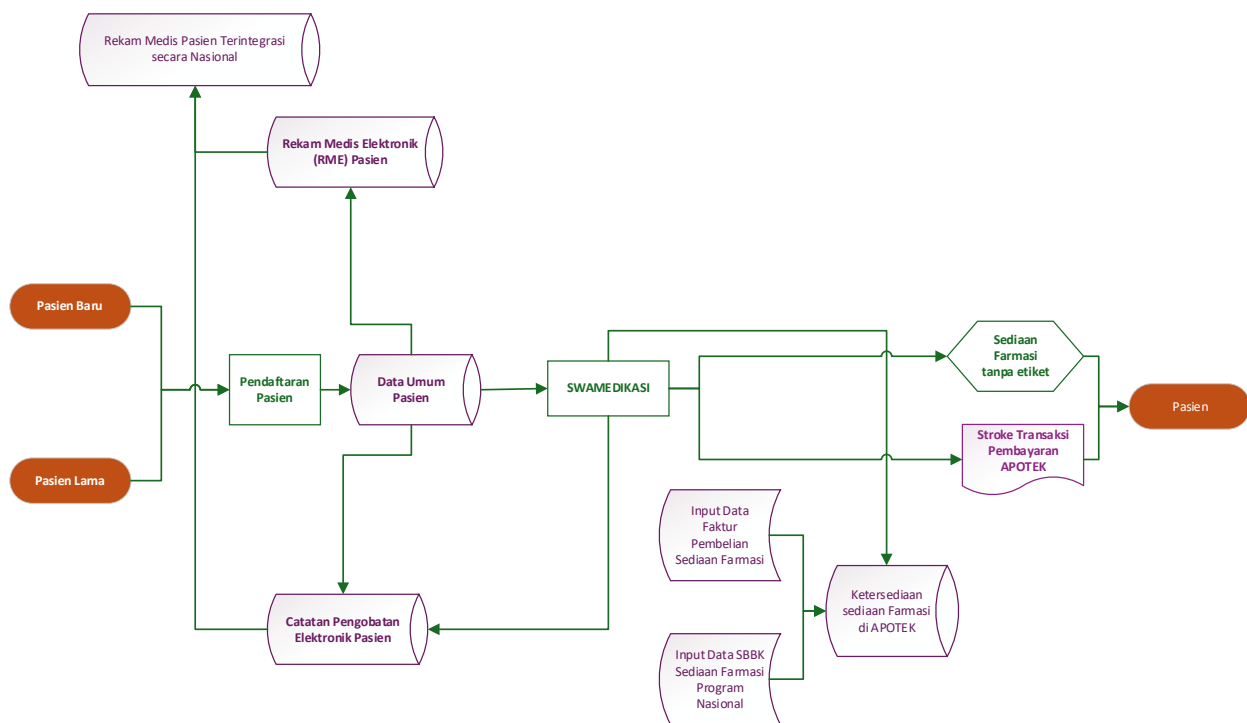 Rekam Medis Pasien Terintegrasi
secara Nasional
Rekam Medis Elektronik
(RME) Pasien
Pasien Baru
Pendaftaran
Pasien
Data Umum
Pasien
SWAMEDIKASI
Sediaan
Farmasi
tanpa etiket
Pasien
Pasien Lama
Stroke Transaksi
Pembayaran
APOTEK
Input Data
Faktur
Pembelian
Sediaan Farmasi
Catatan Pengobatan
Elektronik Pasien
Ketersediaan
sediaan Farmasi
di APOTEK
Input Data SBBK
Sediaan Farmasi
Program
Nasional